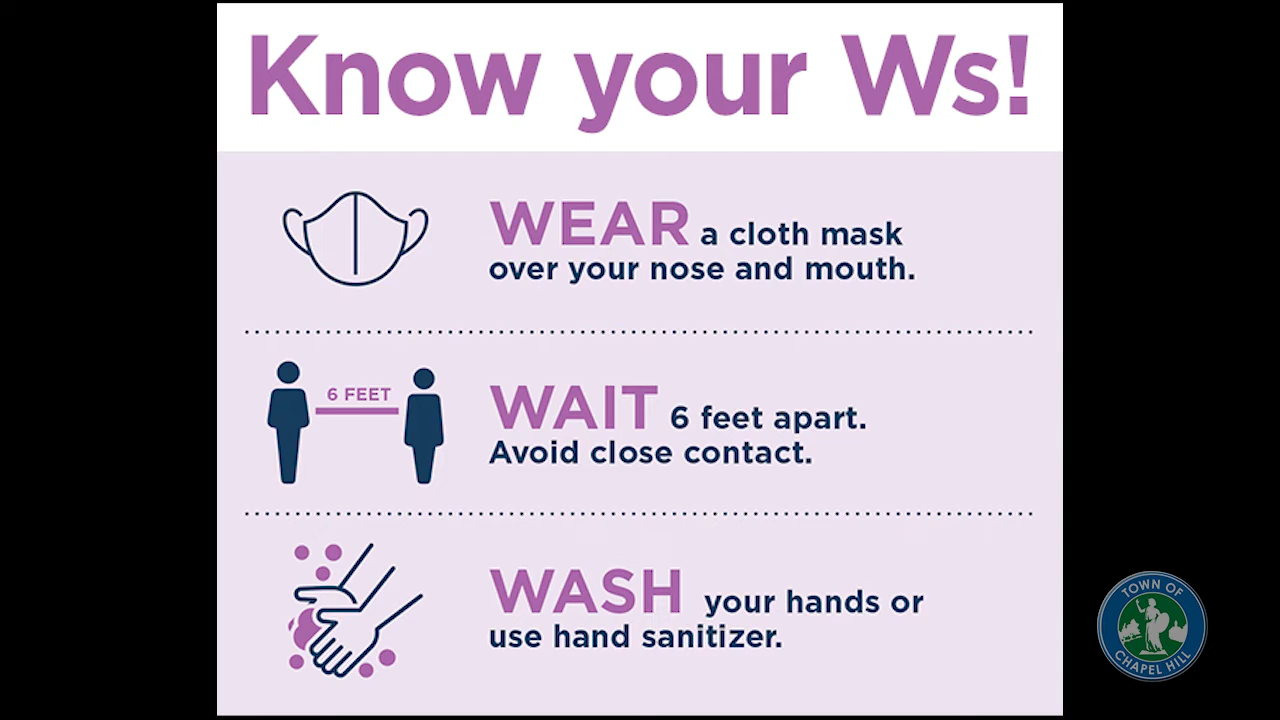 Know your Ws!
WEAR a cloth mask
over your nose and mouth.
6 FEET
WAIT 6 feet apart.
Avoid close contact.
WASH your hands or
use hand sanitizer.
TOWN OF
CHAPEL HILL